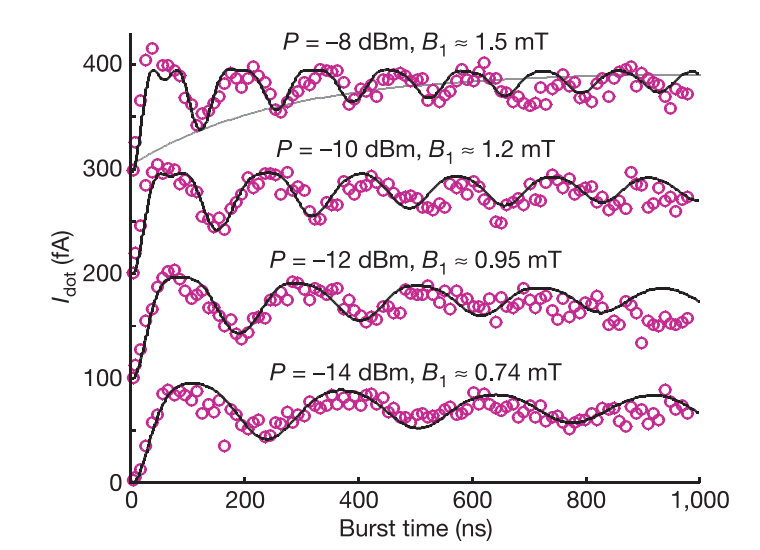 P = –8 dBm, B₁ ≈ 1.5 mT
400
P = –10 dBm, B₁ ≈ 1.2 mT
300
P = –12 dBm, B₁ ≈ 0.95 mT
200
P = –14 dBm, B₁ ≈ 0.74 mT
100
0
I_dot (fA)
0 200 400 600 800 1,000
Burst time (ns)